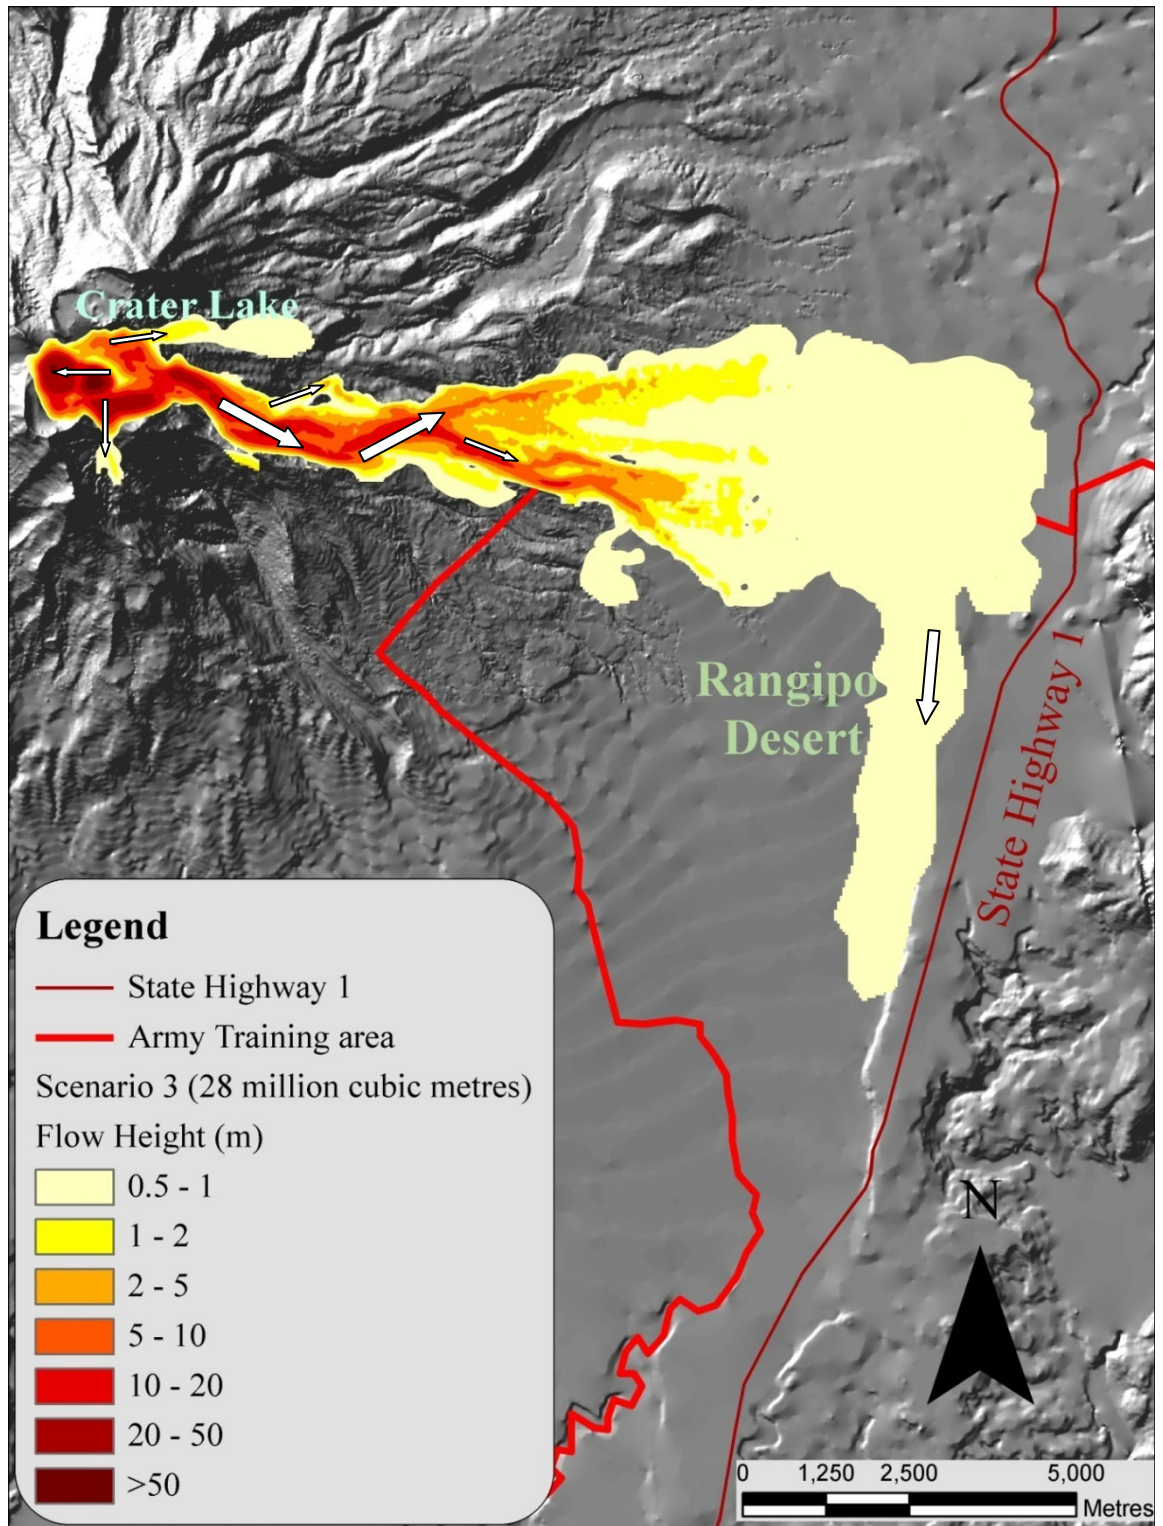 Crater Lake
Rangipo
Desert
State Highway 1
Legend
State Highway 1
Army Training area
Scenario 3 (28 million cubic metres)
Flow Height (m)
0.5 - 1
1 - 2
2 - 5
5 - 10
10 - 20
20 - 50
>50
N
0 1,250 2,500 5,000
Metres